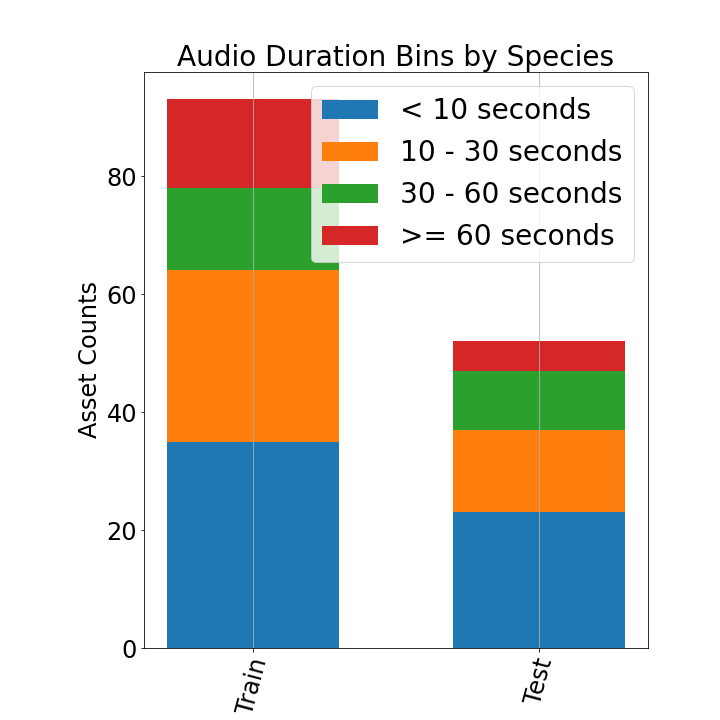 Audio Duration Bins by Species
< 10 seconds
10 - 30 seconds
30 - 60 seconds
>= 60 seconds
Asset Counts
80
60
40
20
0
Train
Test